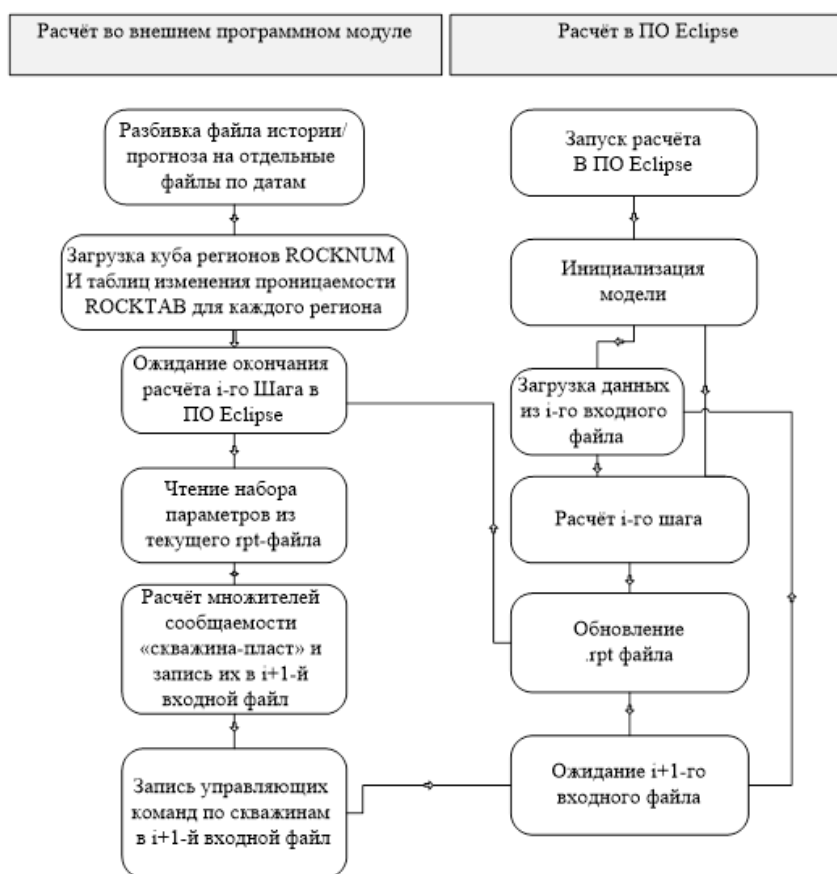 Расчёт во внешнем программном модуле
Расчёт в ПО Eclipse
Разбивка файла истории/
прогноза на отдельные
файлы по датам
Загрузка куба регионов ROCKNUM
И таблиц изменения проницаемости
ROCKTAB для каждого региона
Ожидание окончания
расчёта i-го Шага в
ПО Eclipse
Чтение набора
параметров из
текущего rpt-файла
Расчёт множителей
сообщаемости
«скважина-пласт» и
запись их в i+1-й
входной файл
Запись управляющих
команд по скважинам
в i+1-й входной файл
Запуск расчёта
В ПО Eclipse
Инициализация
модели
Загрузка данных
из i-го входного
файла
Расчёт i-го шага
Обновление
.rpt файла
Ожидание i+1-го
входного файла